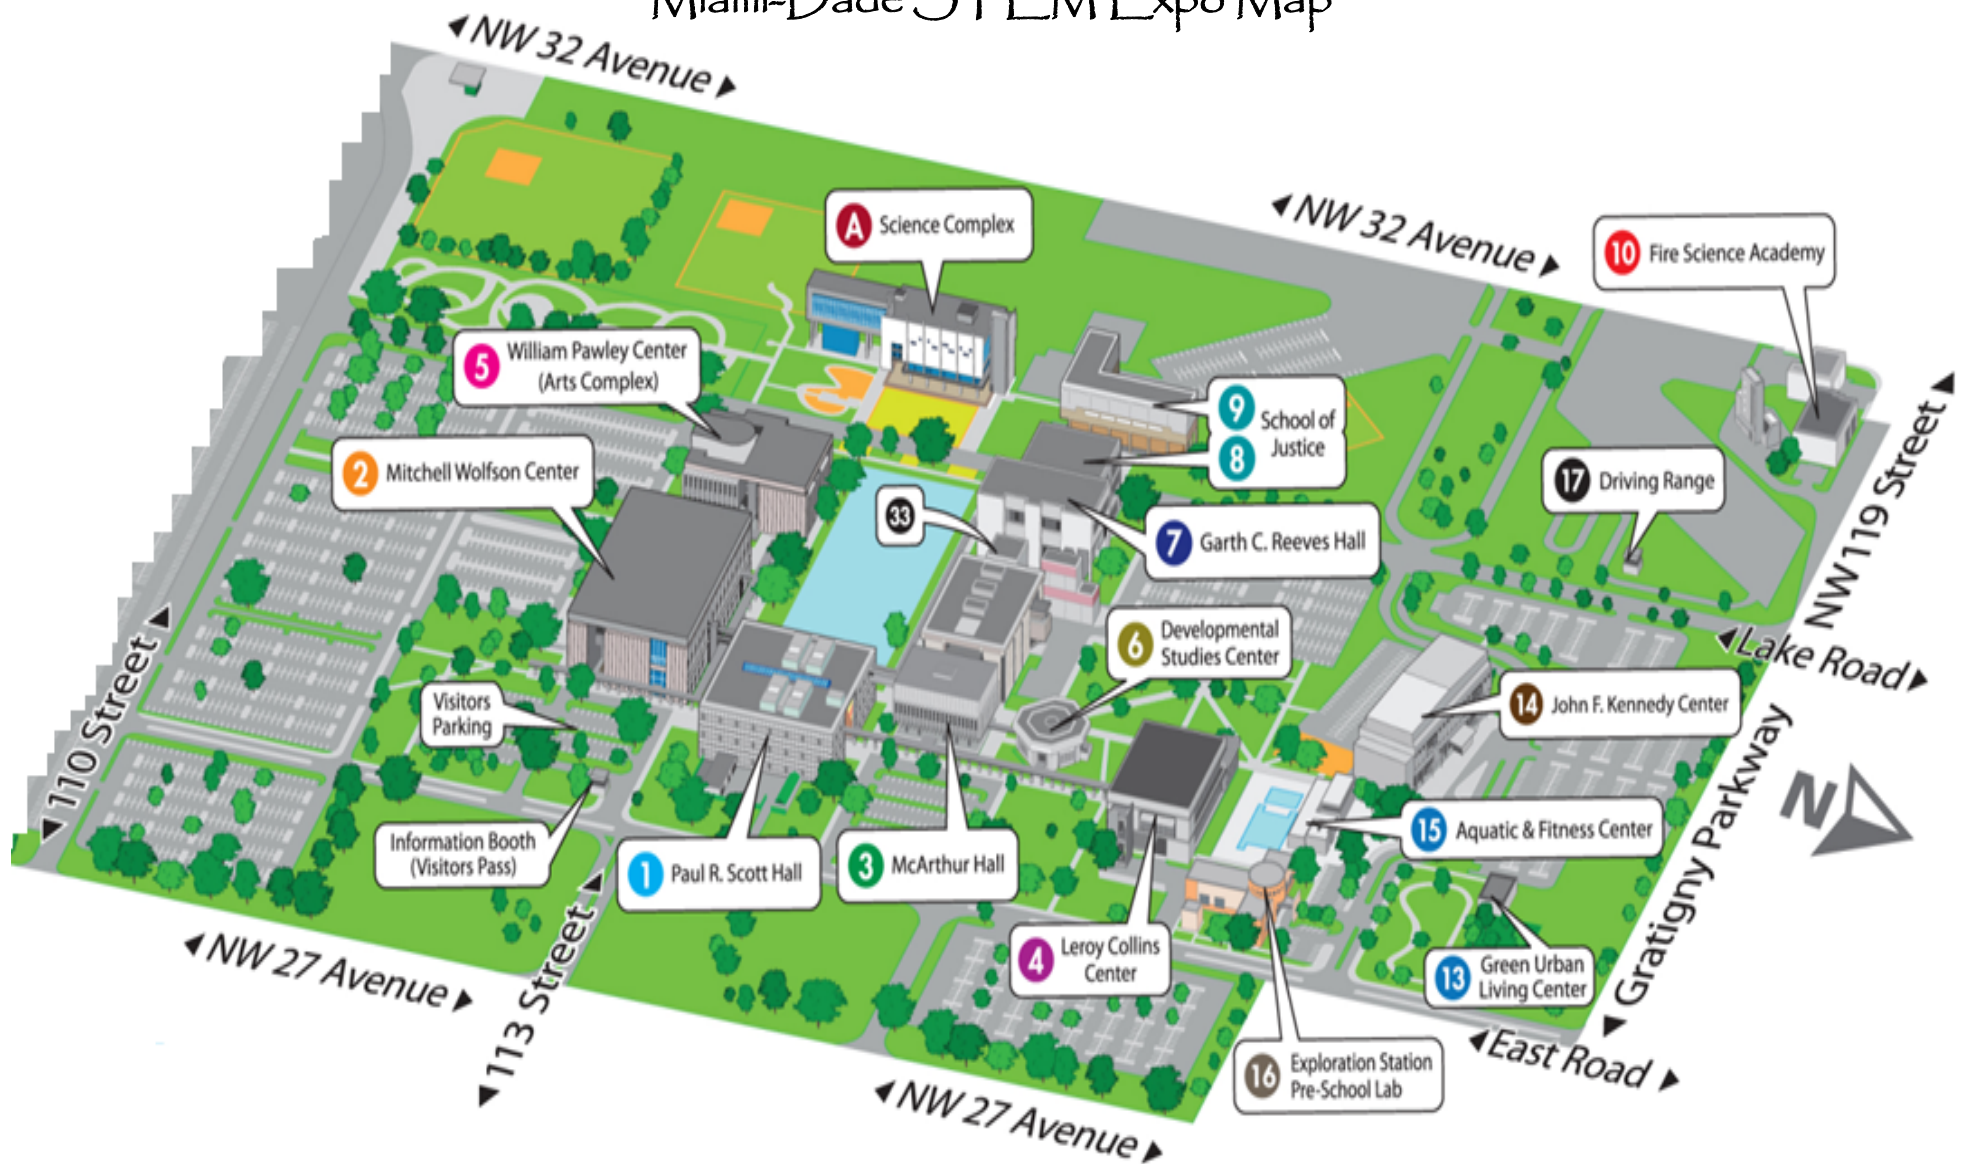 Miami-Dade STEM Expo Map
NW 32 Avenue
NW 32 Avenue
A Science Complex
10 Fire Science Academy
5 William Pawley Center
(Arts Complex)
9 School of
8 Justice
2 Mitchell Wolfson Center
17 Driving Range
33
7 Garth C. Reeves Hall
NW 119 Street
6 Developmental
Studies Center
Lake Road
110 Street
Visitors
Parking
14 John F. Kennedy Center
N
Gratigny Parkway
Information Booth
(Visitors Pass)
1 Paul R. Scott Hall
3 McArthur Hall
15 Aquatic & Fitness Center
4 Leroy Collins
Center
13 Green Urban
Living Center
NW 27 Avenue
113 Street
16 Exploration Station
Pre-School Lab
East Road
NW 27 Avenue